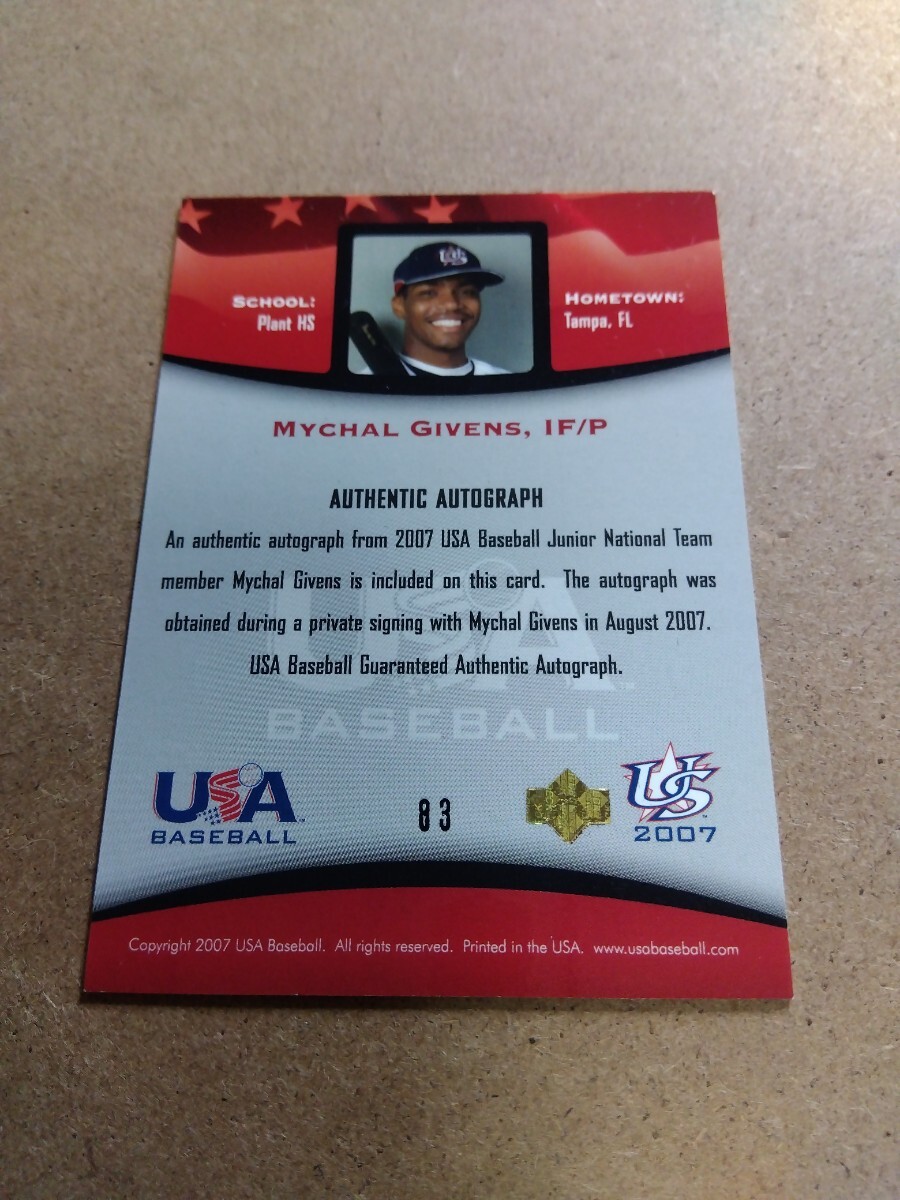 SCHOOL:
Plant HS
US
HOMETOWN:
Tampa, FL
MYCHAL GIVENS, IF/P
AUTHENTIC AUTOGRAPH
An authentic autograph from 2007 USA Baseball Junior National Team
member Mychal Givens is included on this card. The autograph was
obtained during a private signing with Mychal Givens in August 2007.
USA Baseball Guaranteed Authentic Autograph.
USA
BASEBALL
USA
BASEBALL
83
US
2007
Copyright 2007 USA Baseball. All rights reserved. Printed in the USA. www.usabaseball.com